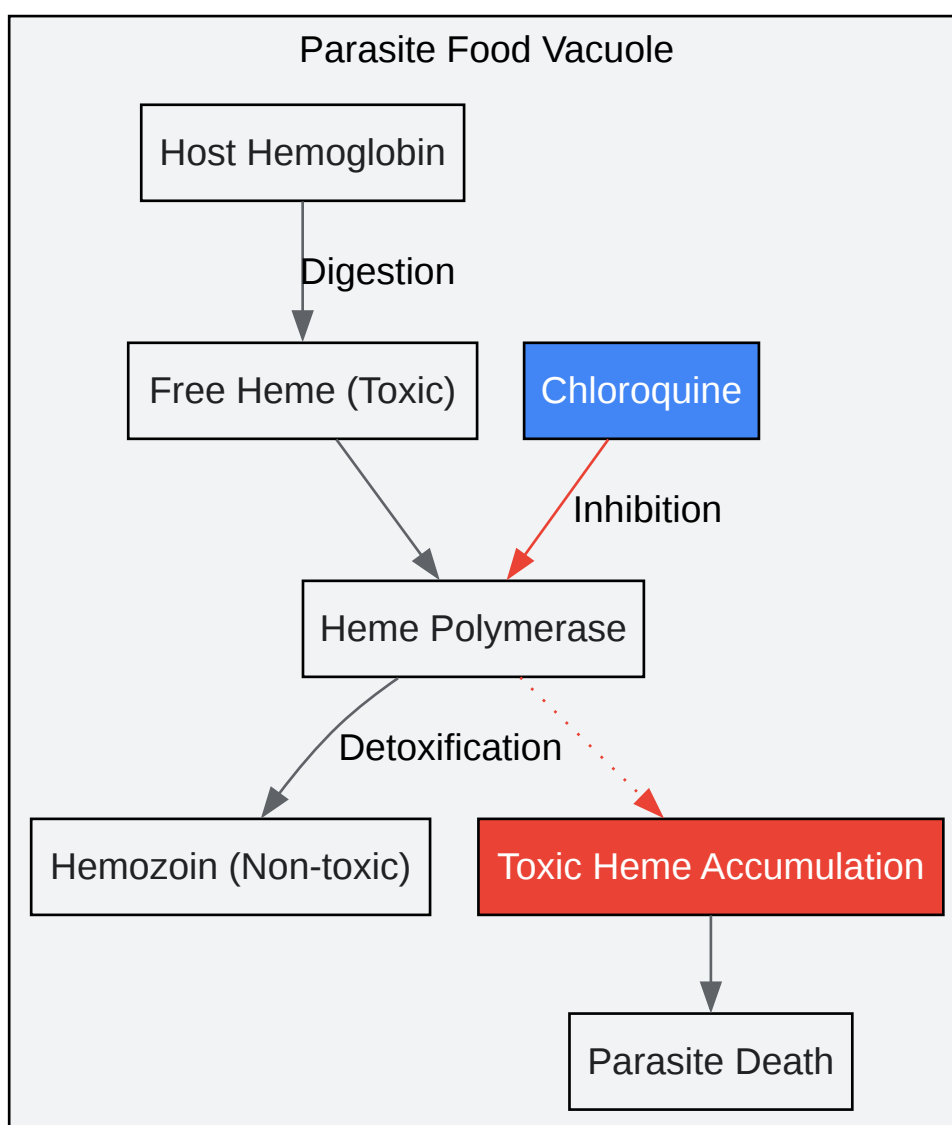 Parasite Food Vacuole
Host Hemoglobin
Digestion
Free Heme (Toxic)
Chloroquine
Inhibition
Heme Polymerase
Detoxification
Hemozoin (Non-toxic)
Toxic Heme Accumulation
Parasite Death